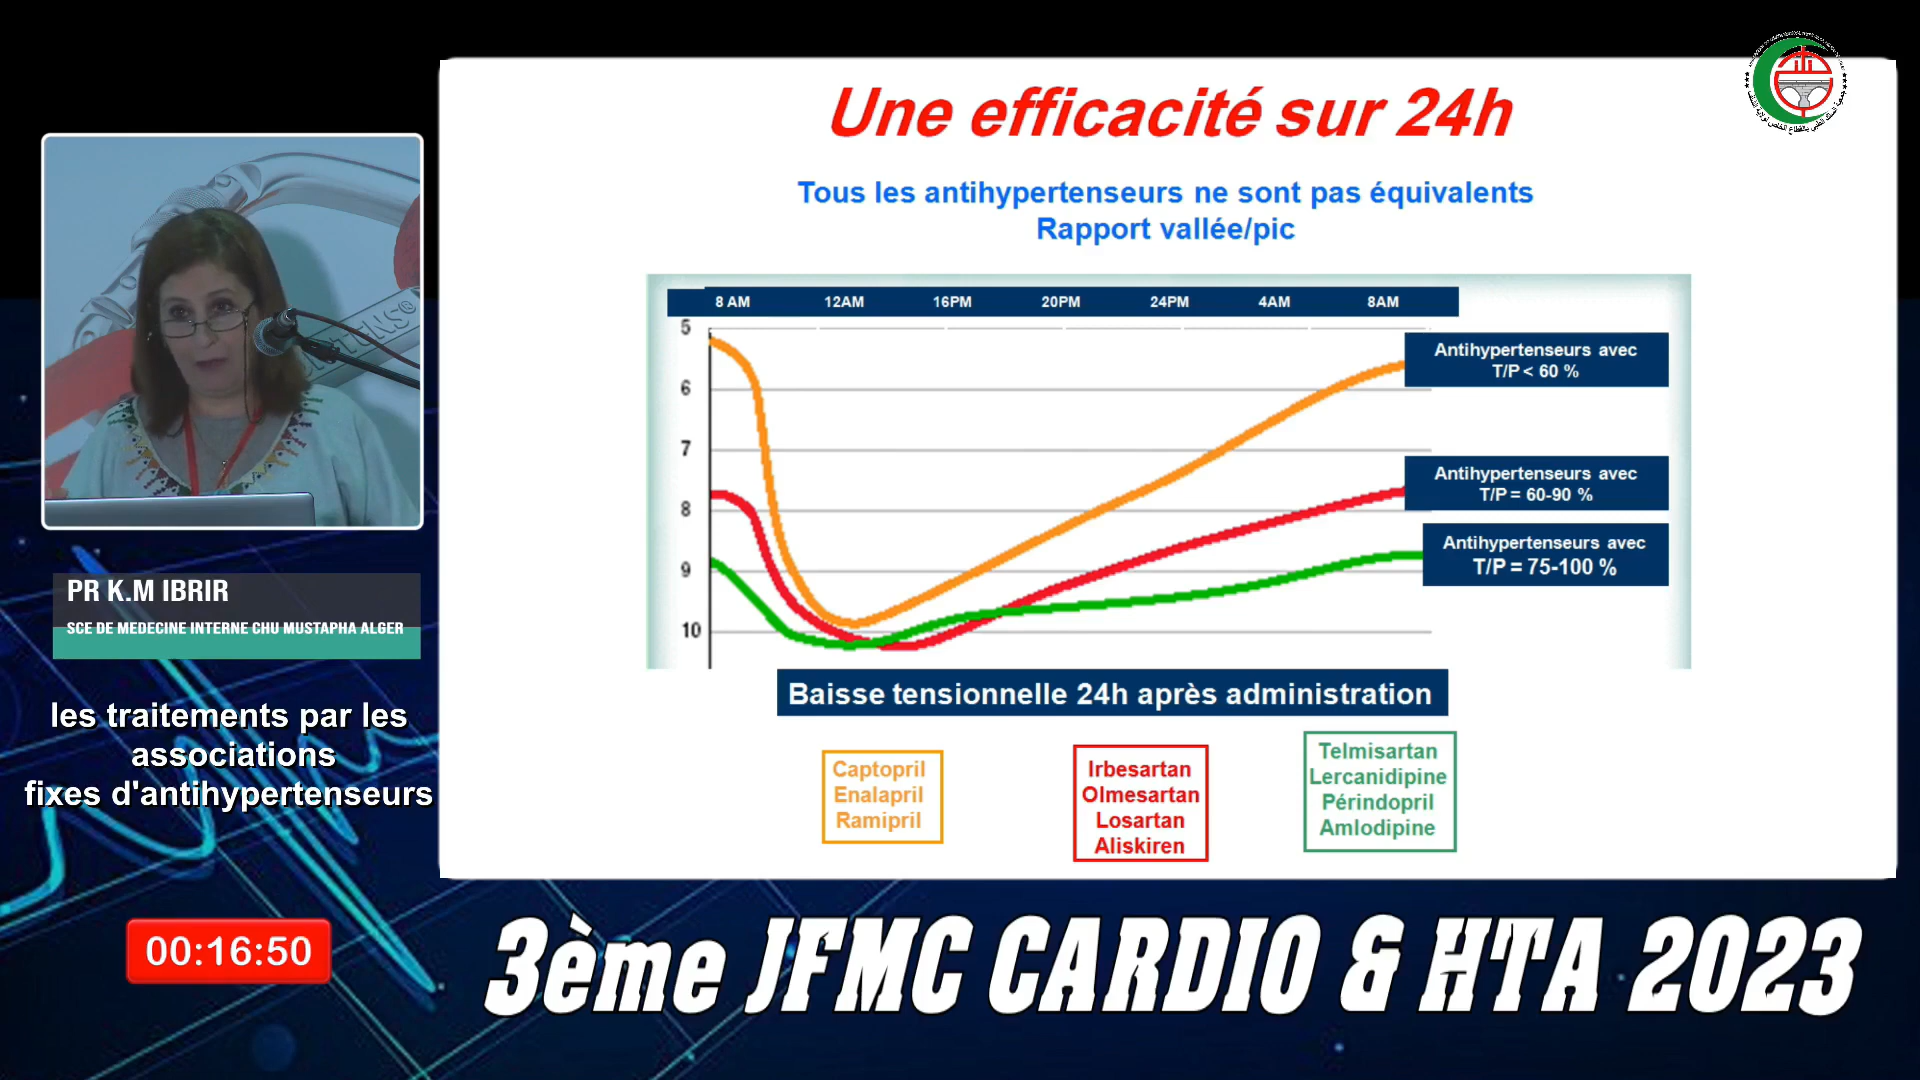 Une efficacité sur 24h
Tous les antihypertenseurs ne sont pas équivalents
Rapport vallée/pic
8 AM 12AM 16PM 20PM 24PM 4AM 8AM
5
6
7
8
9
10
Antihypertenseurs avec
T/P < 60 %
Antihypertenseurs avec
T/P = 60-90 %
Antihypertenseurs avec
T/P = 75-100 %
Baisse tensionnelle 24h après administration
Captopril
Enalapril
Ramipril
Irbesartan
Olmesartan
Losartan
Aliskiren
Telmisartan
Lercanidipine
Périndopril
Amlodipine
PR K.M IBRIR
SCE DE MEDECINE INTERNE CHU MUSTAPHA ALGER
les traitements par les
associations
fixes d'antihypertenseurs
00:16:50
3ème JFMC CARDIO & HTA 2023